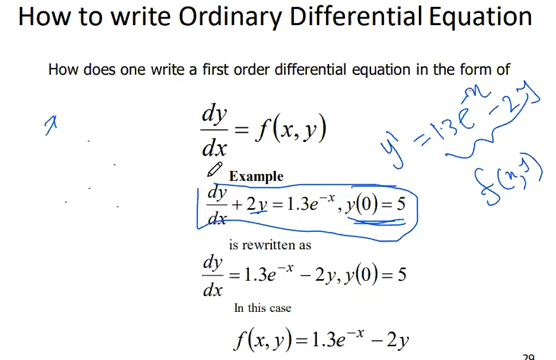 How to write Ordinary Differential Equation
How does one write a first order differential equation in the form of
dy/dx = f(x, y)
Example
dy/dx + 2y = 1.3e^{-x}, y(0) = 5
is rewritten as
dy/dx = 1.3e^{-x} − 2y, y(0) = 5
In this case
f(x, y) = 1.3e^{-x} − 2y
y' = 1.3e^{-x} − 2y
f(x, y)
29